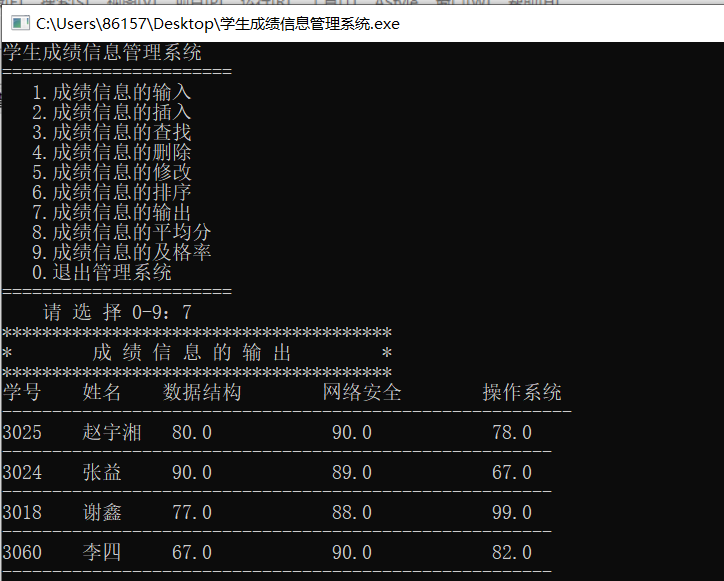 C:\Users\86157\Desktop\学生成绩信息管理系统.exe
学生成绩信息管理系统
=======================
1.成绩信息的输入
2.成绩信息的插入
3.成绩信息的查找
4.成绩信息的删除
5.成绩信息的修改
6.成绩信息的排序
7.成绩信息的输出
8.成绩信息的平均分
9.成绩信息的及格率
0.退出管理系统
=======================
请 选 择 0-9: 7
***************************************
* 成 绩 信 息 的 输 出 *
***************************************
学号 姓名 数据结构 网络安全 操作系统
---------------------------------------------------------
3025 赵宇湘 80.0 90.0 78.0
-------------------------------------------------------
3024 张益 90.0 89.0 67.0
-------------------------------------------------------
3018 谢鑫 77.0 88.0 99.0
-------------------------------------------------------
3060 李四 67.0 90.0 82.0
-------------------------------------------------------